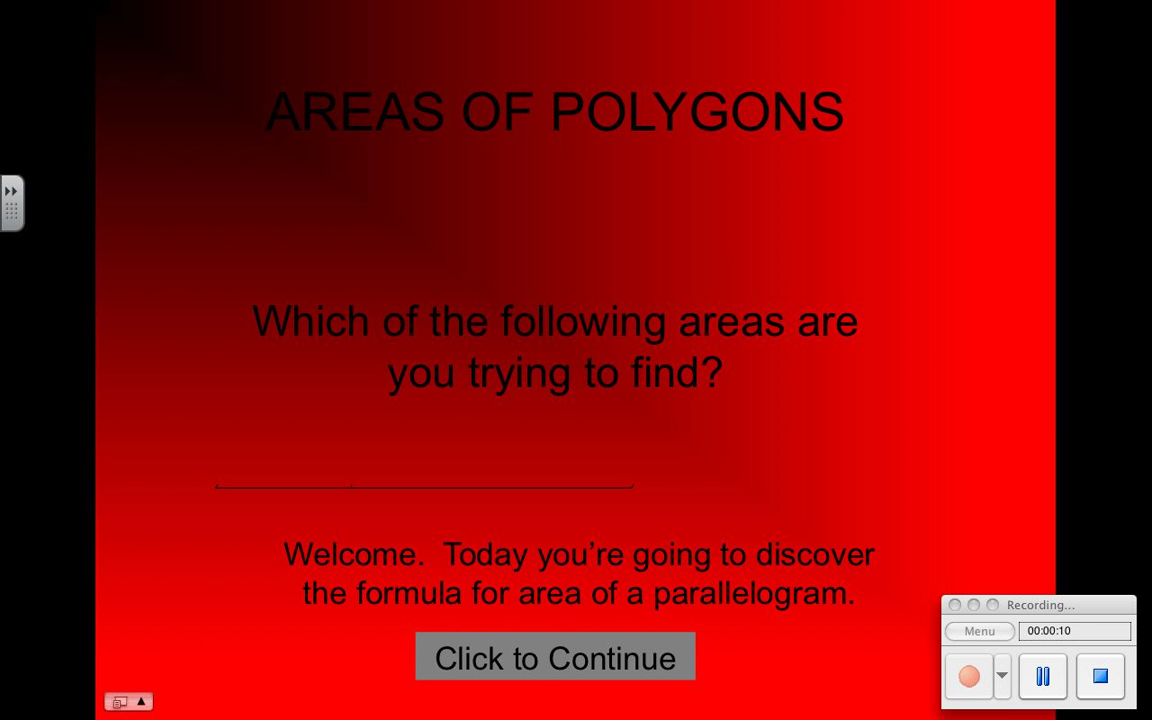 AREAS OF POLYGONS
Which of the following areas are
you trying to find?
Welcome.  Today you’re going to discover
the formula for area of a parallelogram.
Click to Continue
Recording...
Menu
00:00:10